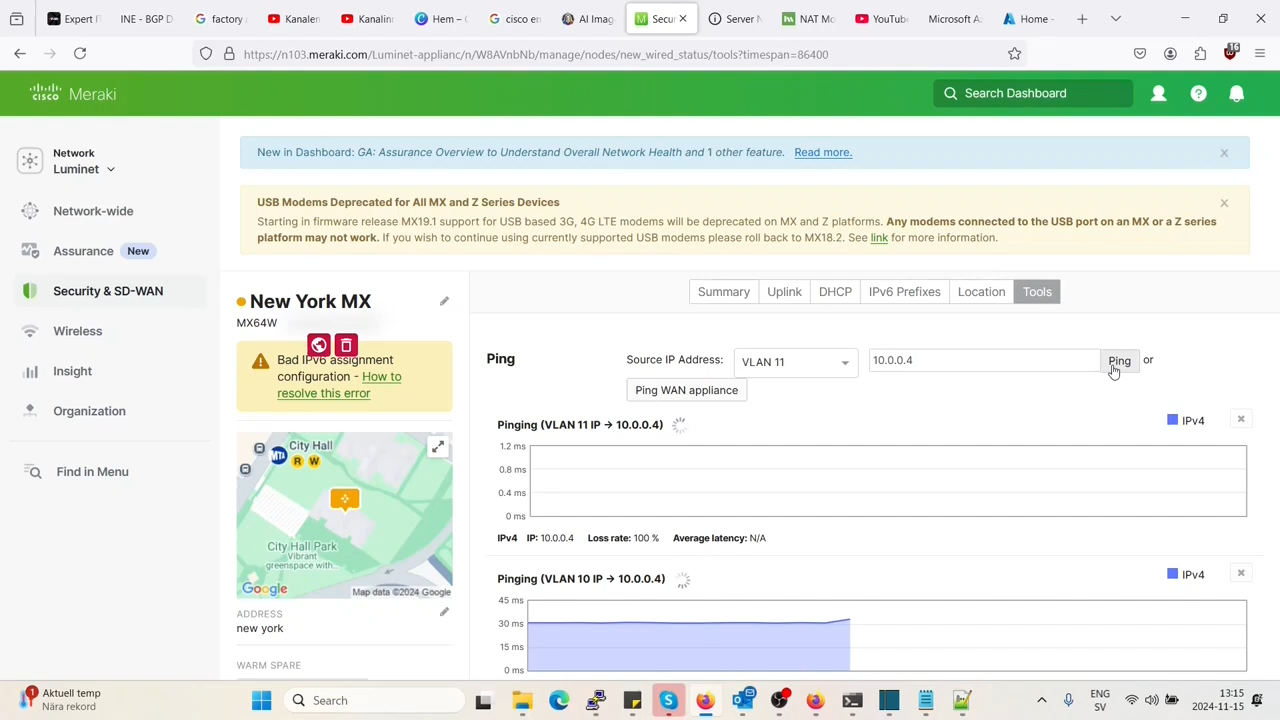 Expert F
INE - BGP D
factory
Kanalen
Kanalin
Hem – (
cisco en
AI Imag
Secu
Server N
NAT Mo
YouTube
Microsoft A
Home -
https://n103.meraki.com/Luminet-applianc/n/W8AVnbNb/manage/nodes/new_wired_status/tools?timespan=86400
16
cisco Meraki
Search Dashboard
Network
Luminet
Network-wide
Assurance New
Security & SD-WAN
Wireless
Insight
Organization
Find in Menu
New in Dashboard: GA: Assurance Overview to Understand Overall Network Health and 1 other feature. Read more.
USB Modems Deprecated for All MX and Z Series Devices
Starting in firmware release MX19.1 support for USB based 3G, 4G LTE modems will be deprecated on MX and Z platforms. Any modems connected to the USB port on an MX or a Z series
platform may not work. If you wish to continue using currently supported USB modems please roll back to MX18.2. See link for more information.
New York MX
MX64W
Bad IPv6 assignment
configuration - How to
resolve this error
City Hall
MTA
R W
City Hall Park
Vibrant
greenspace with...
Google
Map data ©2024 Google
ADDRESS
new york
WARM SPARE
Summary Uplink DHCP IPv6 Prefixes Location Tools
Ping
Source IP Address: VLAN 11 10.0.0.4 Ping or
Ping WAN appliance
Pinging (VLAN 11 IP → 10.0.0.4)
IPv4
1.2 ms
0.8 ms
0.4 ms
0 ms
IPv4 IP: 10.0.0.4 Loss rate: 100 % Average latency: N/A
Pinging (VLAN 10 IP → 10.0.0.4)
IPv4
45 ms
30 ms
15 ms
0 ms
1
Aktuell temp
Nära rekord
Search
ENG
SV
13:15
2024-11-15